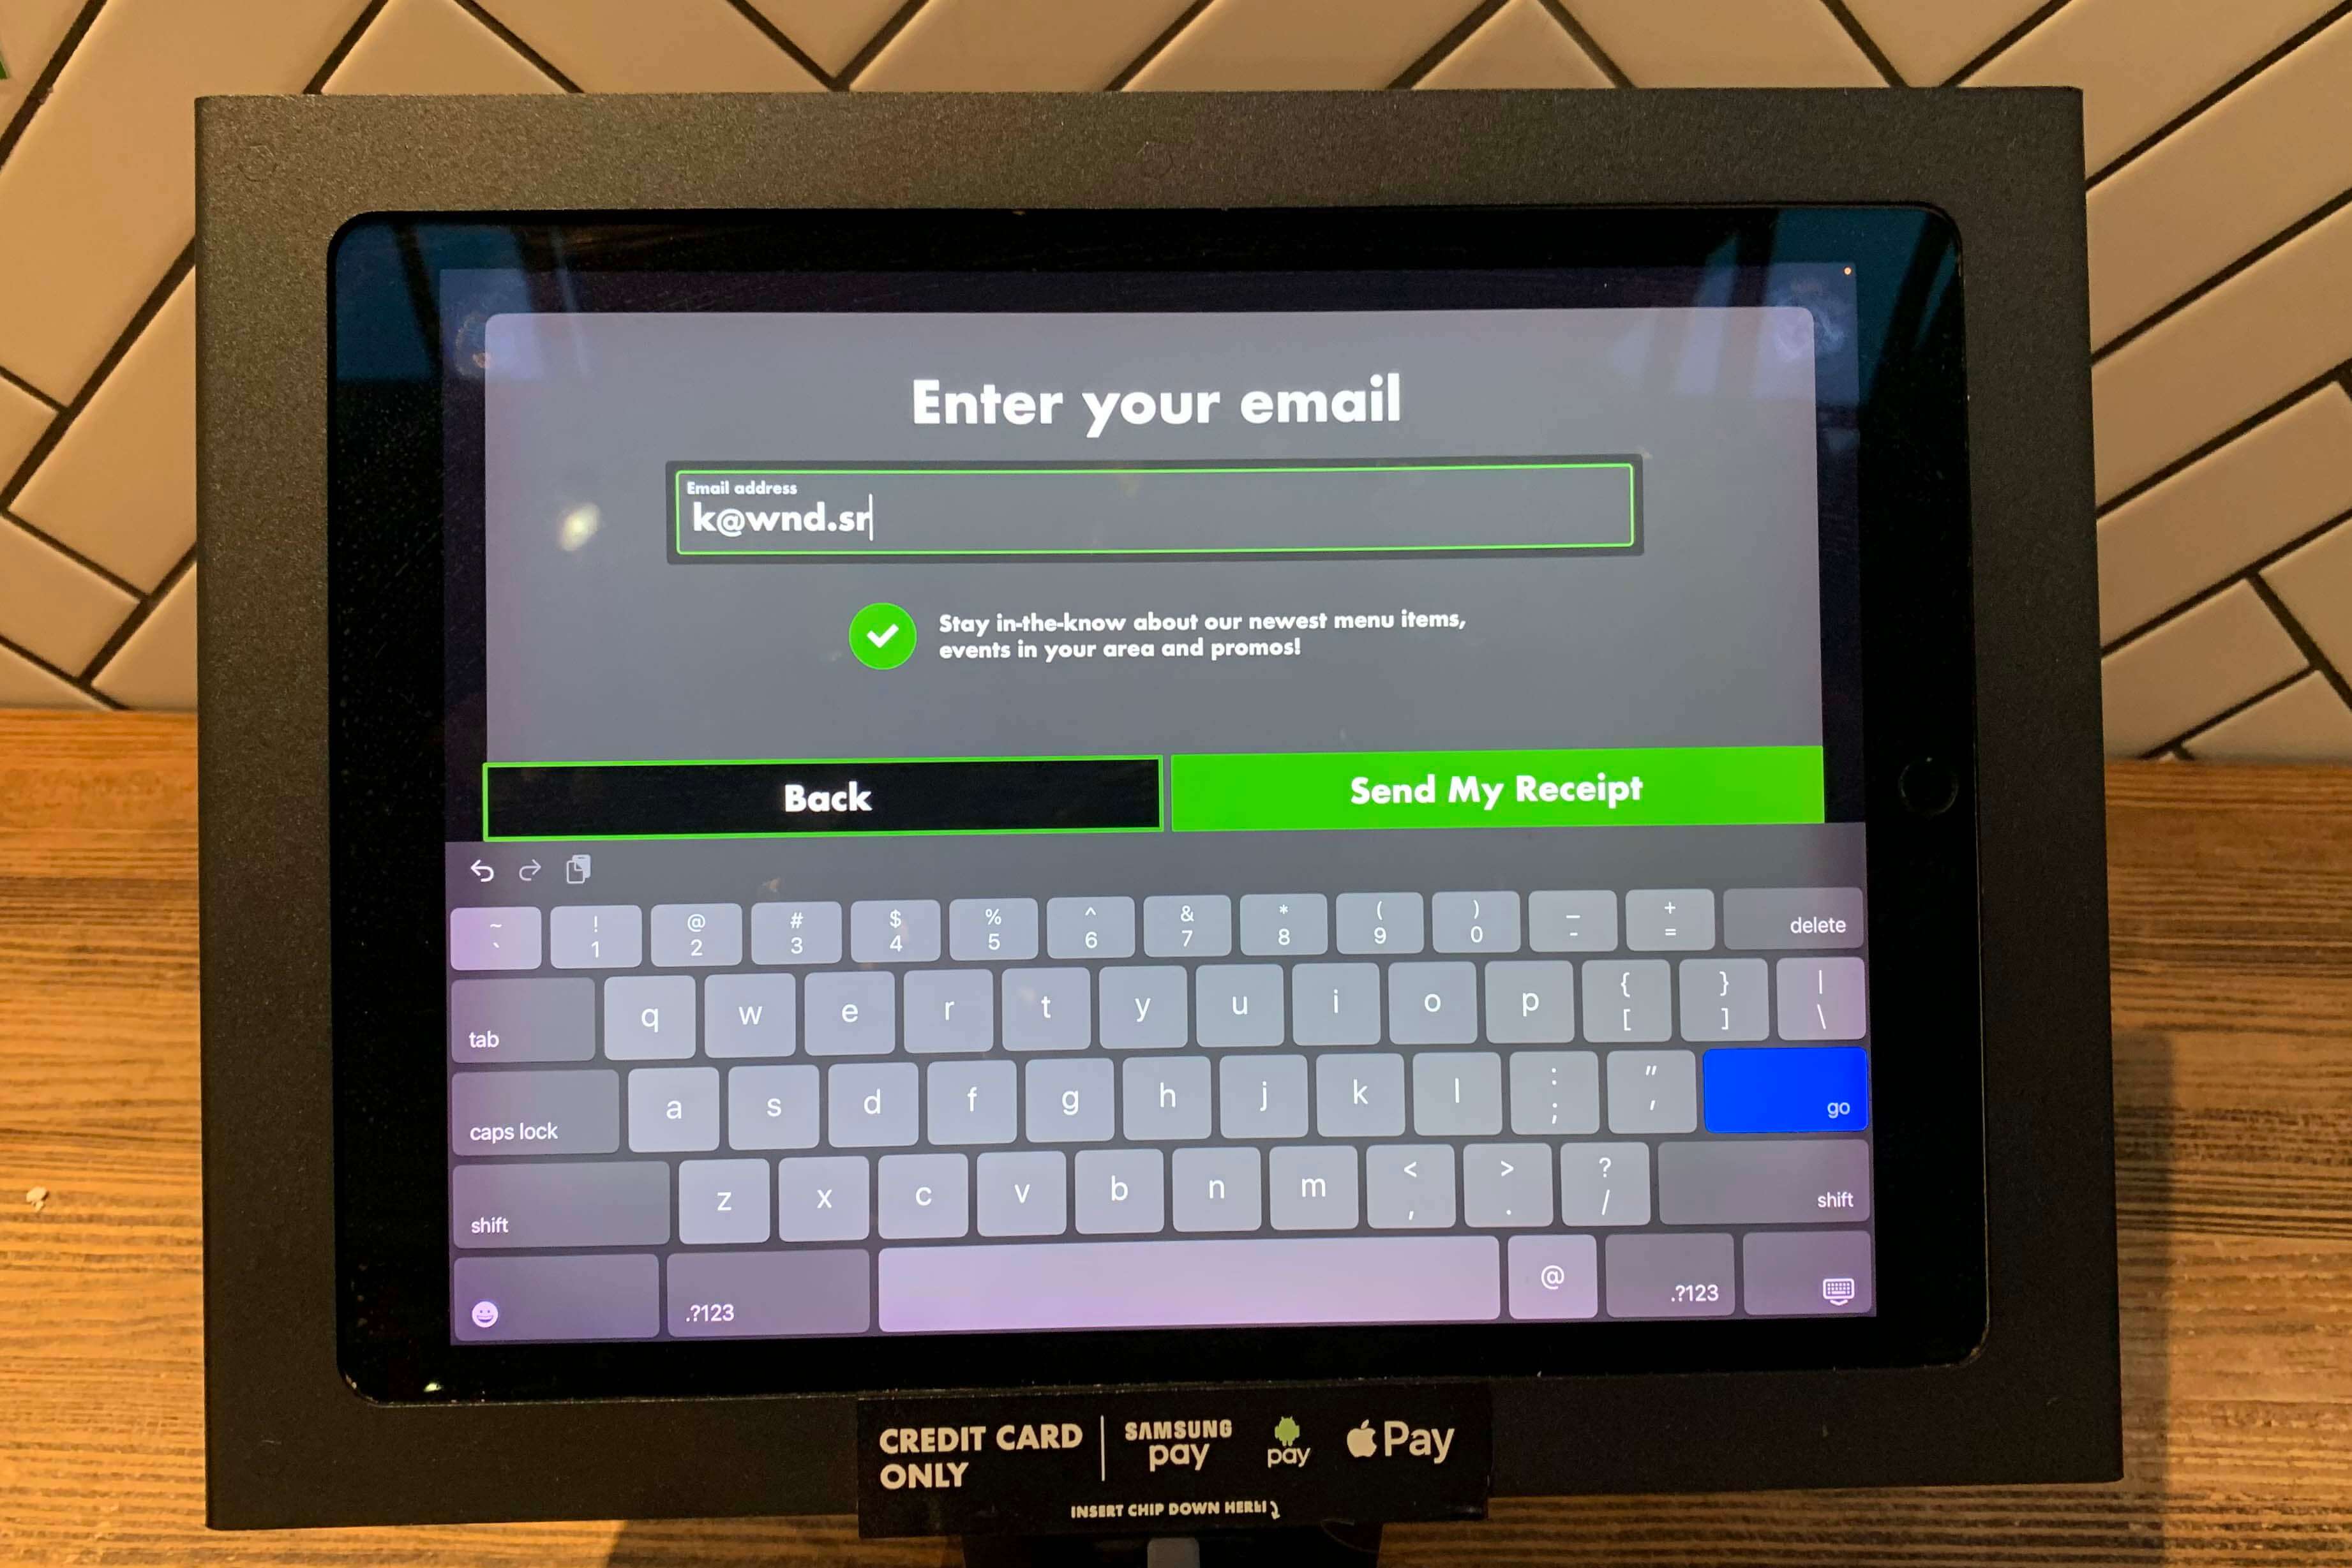 Enter your email
Email address
k@wnd.sr
Stay in-the-know about our newest menu items,
events in your area and promos!
Back
Send My Receipt
~ ! @ # $ % ^ & * ( ) _ +
` 1 2 3 4 5 6 7 8 9 0 - = delete
{ } |
tab q w e r t y u i o p [ ] \
: "
caps lock a s d f g h j k l ; ' go
< > ?
shift z x c v b n m , . / shift
.?123 @ .?123
CREDIT CARD
ONLY
SAMSUNG
pay
pay
Pay
INSERT CHIP DOWN HERE!